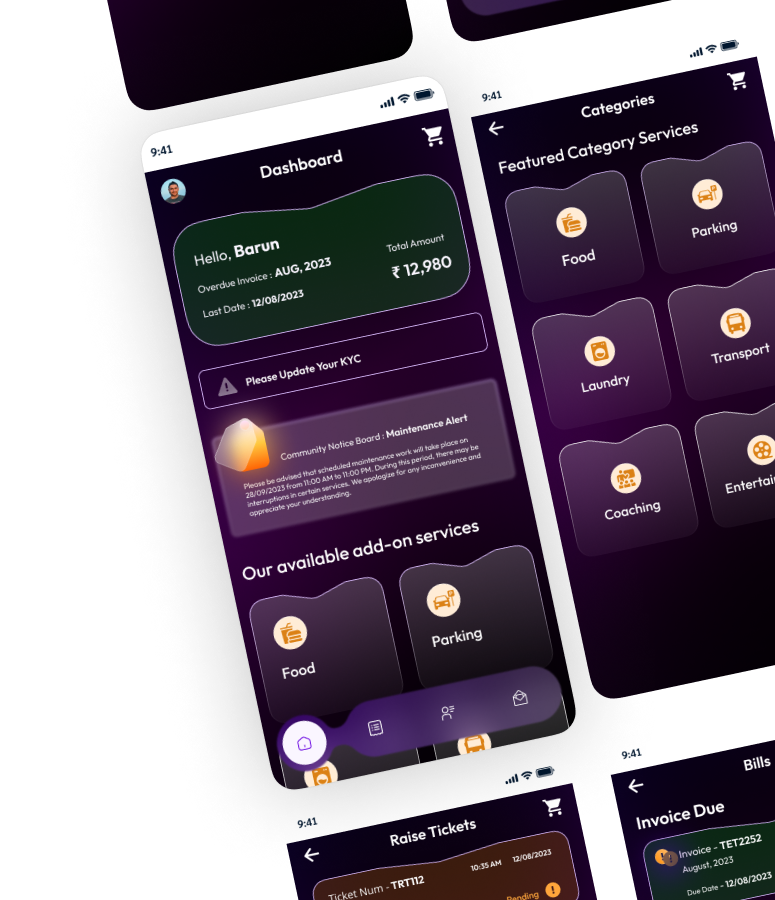 9:41
Dashboard
Hello, Barun
Overdue Invoice : AUG, 2023
Last Date : 12/08/2023
Total Amount
₹ 12,980
Please Update Your KYC
Community Notice Board : Maintenance Alert
Please be advised that scheduled maintenance work will take place on
28/09/2023 from 11:00 AM to 11:00 PM. During this period, there may be
interruptions in certain services. We apologize for any inconvenience and
appreciate your understanding.
Our available add-on services
Food
Parking
9:41
Categories
Featured Category Services
Food
Parking
Laundry
Transport
Coaching
Entertai
9:41
Raise Tickets
Ticket Num - TRT112
10:35 AM 12/08/2023
Pending
9:41
Bills
Invoice Due
Invoice - TET2252
August, 2023
Due Date - 12/08/2023